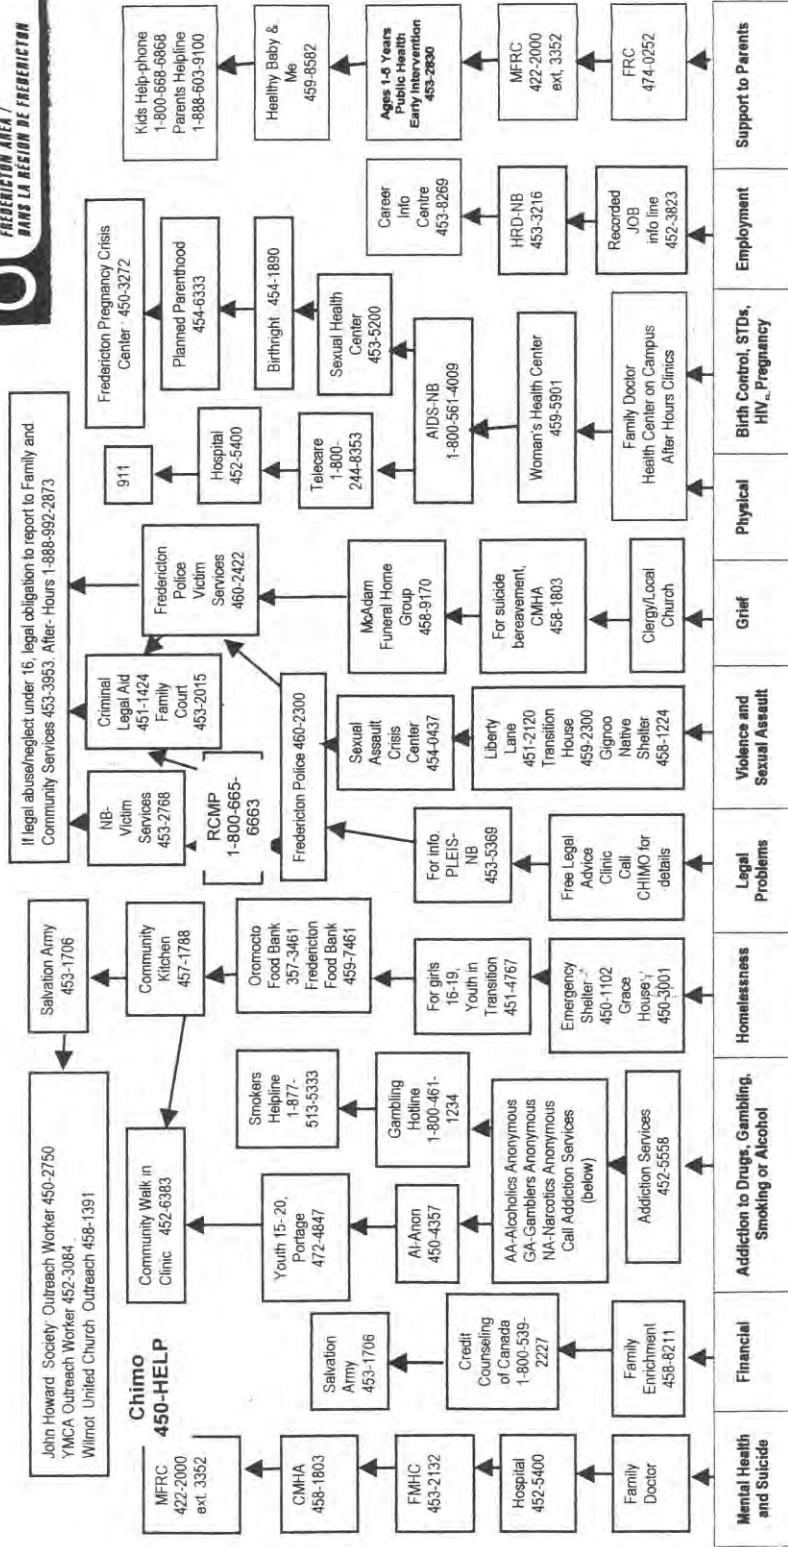 FREDERICTON AREA /
DANS LA RÉGION DE FREDERICTON
John Howard Society: Outreach Worker 450-2750
YMCA Outreach Worker 452-3084
Wilmot United Church Outreach 458-1391
Salvation Army
453-1706
If legal abuse/neglect under 16, legal obligation to report to Family and
Community Services 453-3953. After- Hours 1-888-992-2873
Chimo
450-HELP
MFRC
422-2000
ext. 3352
CMHA
458-1803
FMHC
453-2132
Hospital
452-5400
Family
Doctor
Mental Health
and Suicide
Salvation
Army
453-1706
Credit
Counseling
of Canada
1-800-539-
2227
Family
Enrichment
458-8211
Financial
Community Walk in
Clinic 452-6383
Youth 15- 20,
Portage
472-4847
Al-Anon
450-4357
Smokers
Helpline
1-877-
513-5333
Gambling
Hotline
1-800-461-
1234
AA-Alcoholics Anonymous
GA-Gamblers Anonymous
NA-Narcotics Anonymous
Call Addiction Services
(below)
Addiction Services
452-5558
Addiction to Drugs, Gambling,
Smoking or Alcohol
Community
Kitchen
457-1788
Oromocto
Food Bank
357-3461
Fredericton
Food Bank
459-7461
For girls
16-19,
Youth in
Transition
451-4767
Emergency
Shelter
450-1102
Grace
House
450-3001
Homelessness
NB-
Victim
Services
453-2768
RCMP
1-800-665-
6663
Fredericton Police 460-2300
For info.
PLEIS-
NB
453-5369
Free Legal
Advice
Clinic
Call
CHIMO for
details
Legal
Problems
Criminal
Legal Aid
451-1424
Family
Court
453-2015
Sexual
Assault
Crisis
Center
454-0437
Liberty
Lane
451-2120
Transition
House
459-2300
Gignoo
Native
Shelter
458-1224
Violence and
Sexual Assault
Fredericton
Police
Victim
Services
460-2422
McAdam
Funeral Home
Group
458-9170
For suicide
bereavement,
CMHA
458-1803
Clergy/Local
Church
Grief
911
Hospital
452-5400
Telecare
1-800-
244-8353
AIDS-NB
1-800-561-4009
Woman's Health Center
459-5901
Family Doctor
Health Center on Campus
After Hours Clinics
Physical
Fredericton Pregnancy Crisis
Center 450-3272
Planned Parenthood
454-6333
Birthright 454-1890
Sexual Health
Center
453-5200
Birth Control, STDs,
HIV, Pregnancy
Career
Info
Centre
453-8269
HRD-NB
453-3216
Recorded
JOB
info line
452-3823
Employment
Kids Help-phone
1-800-668-6868
Parents Helpline
1-888-603-9100
Healthy Baby &
Me
459-8582
Ages 1-6 Years
Public Health
Early Intervention
453-2830
MFRC
422-2000
ext, 3352
FRC
474-0252
Support to Parents